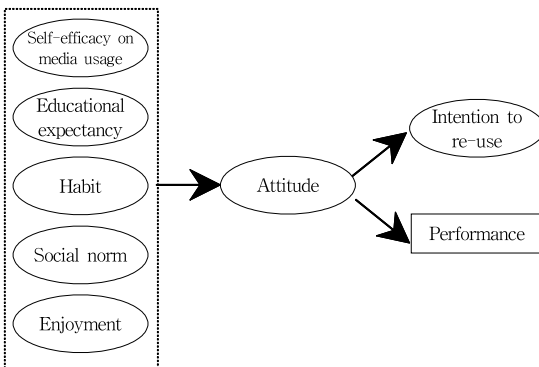 Self-efficacy on
media usage
Educational
expectancy
Habit
Social norm
Enjoyment
Attitude
Intention to
re-use
Performance